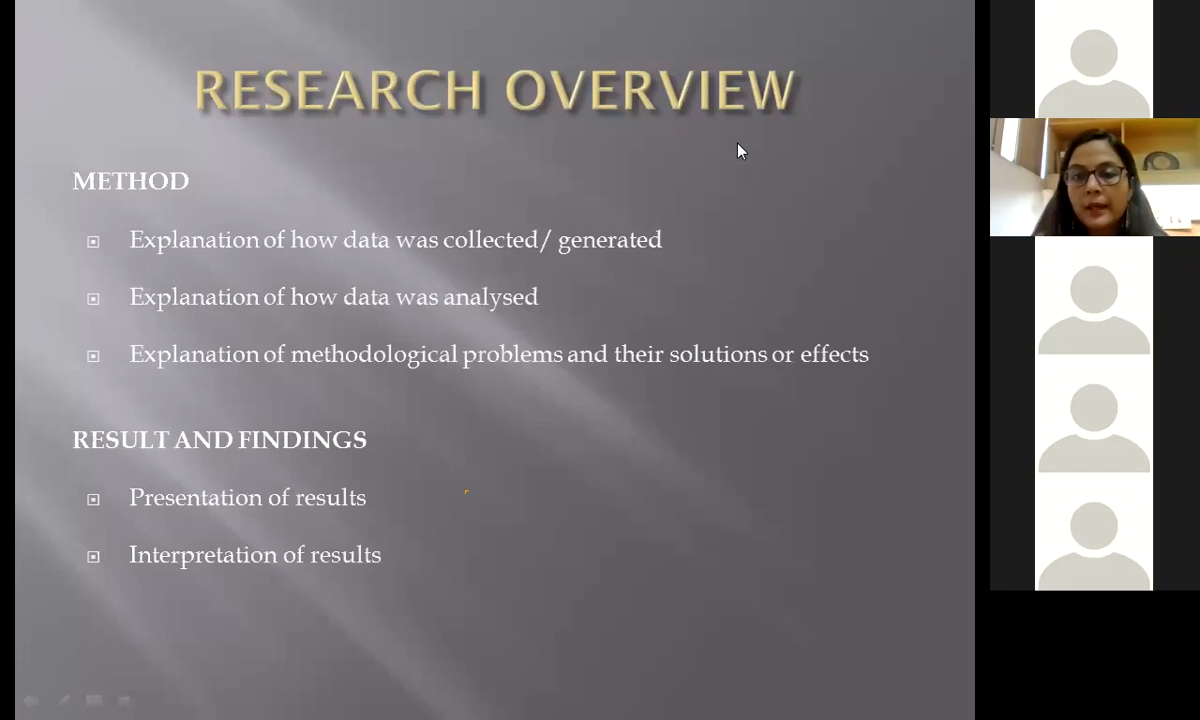 RESEARCH OVERVIEW
METHOD
Explanation of how data was collected/ generated
Explanation of how data was analysed
Explanation of methodological problems and their solutions or effects
RESULT AND FINDINGS
Presentation of results
Interpretation of results